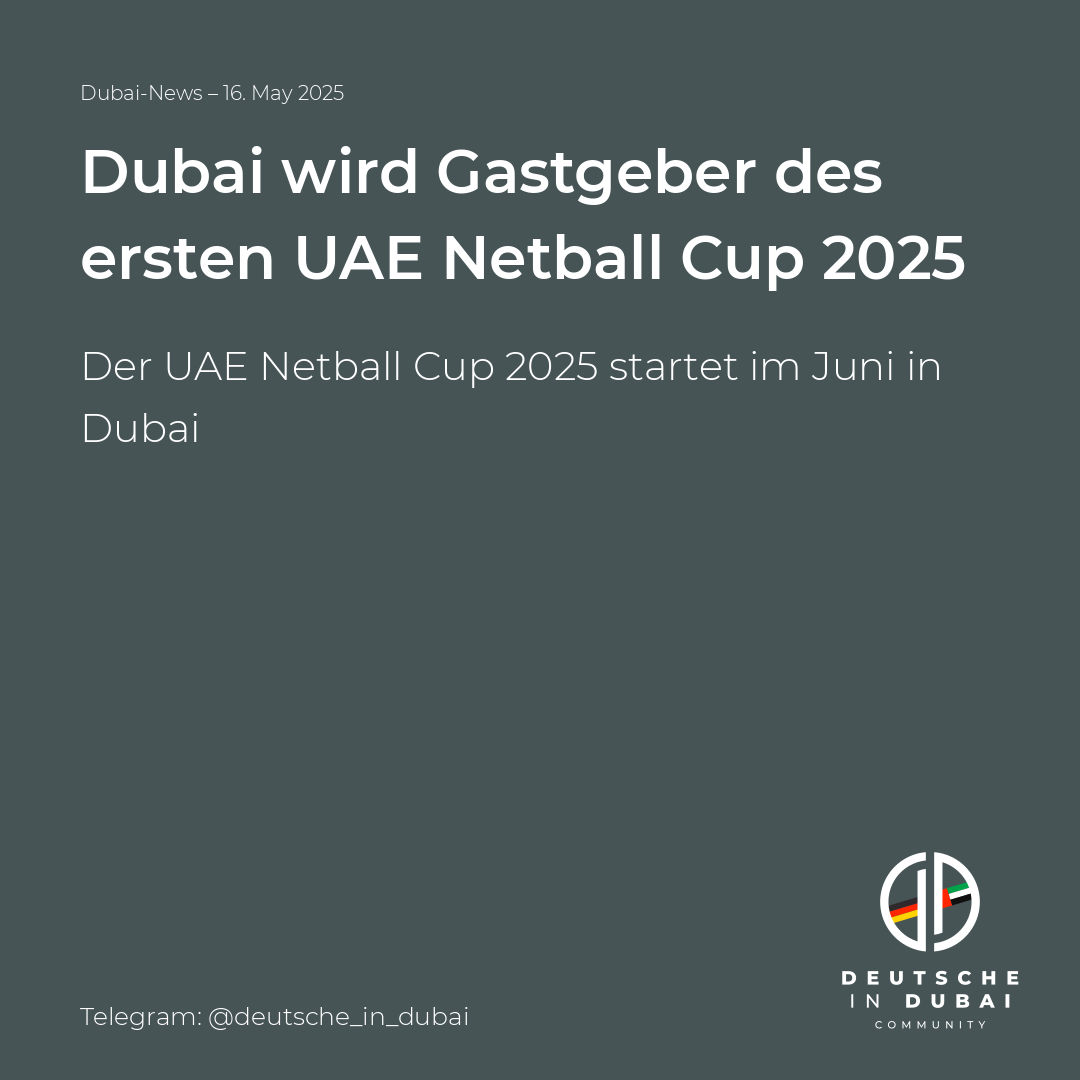 Dubai-News – 16. May 2025
Dubai wird Gastgeber des
ersten UAE Netball Cup 2025
Der UAE Netball Cup 2025 startet im Juni in
Dubai
DEUTSCHE
IN DUBAI
COMMUNITY
Telegram: @deutsche_in_dubai